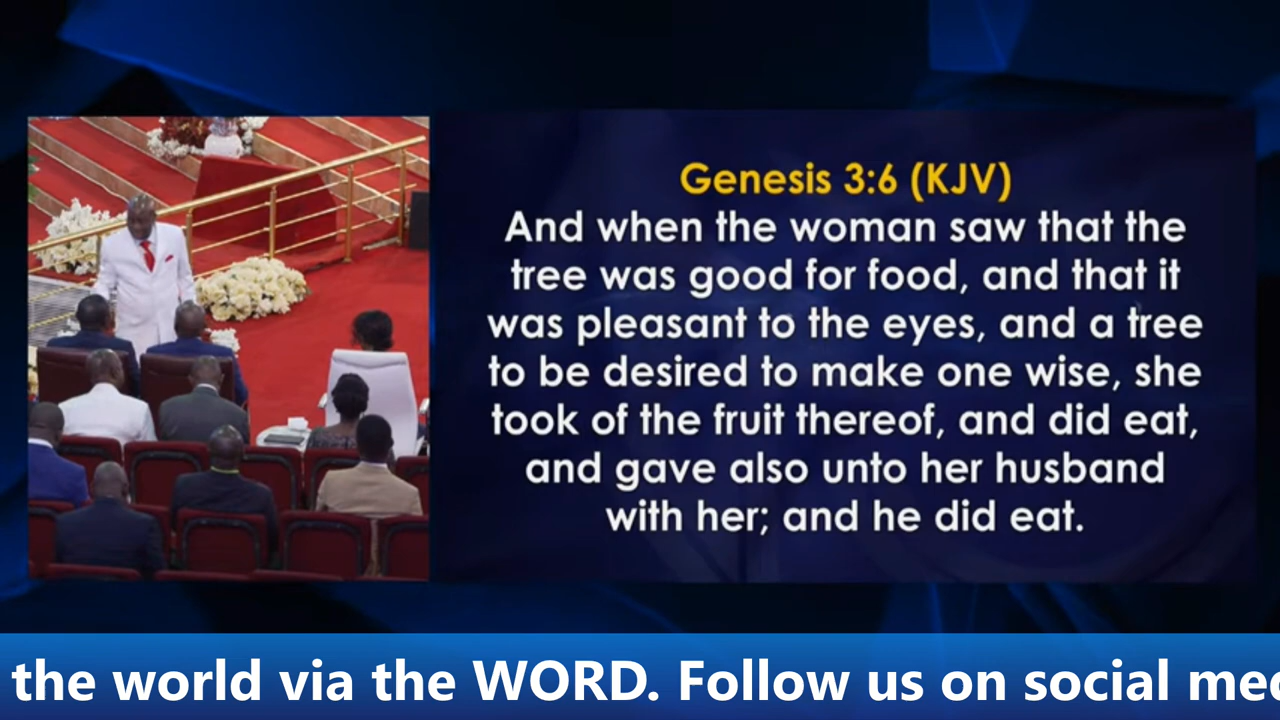 Genesis 3:6 (KJV)
And when the woman saw that the
tree was good for food, and that it
was pleasant to the eyes, and a tree
to be desired to make one wise, she
took of the fruit thereof, and did eat,
and gave also unto her husband
with her; and he did eat.
the world via the WORD. Follow us on social med